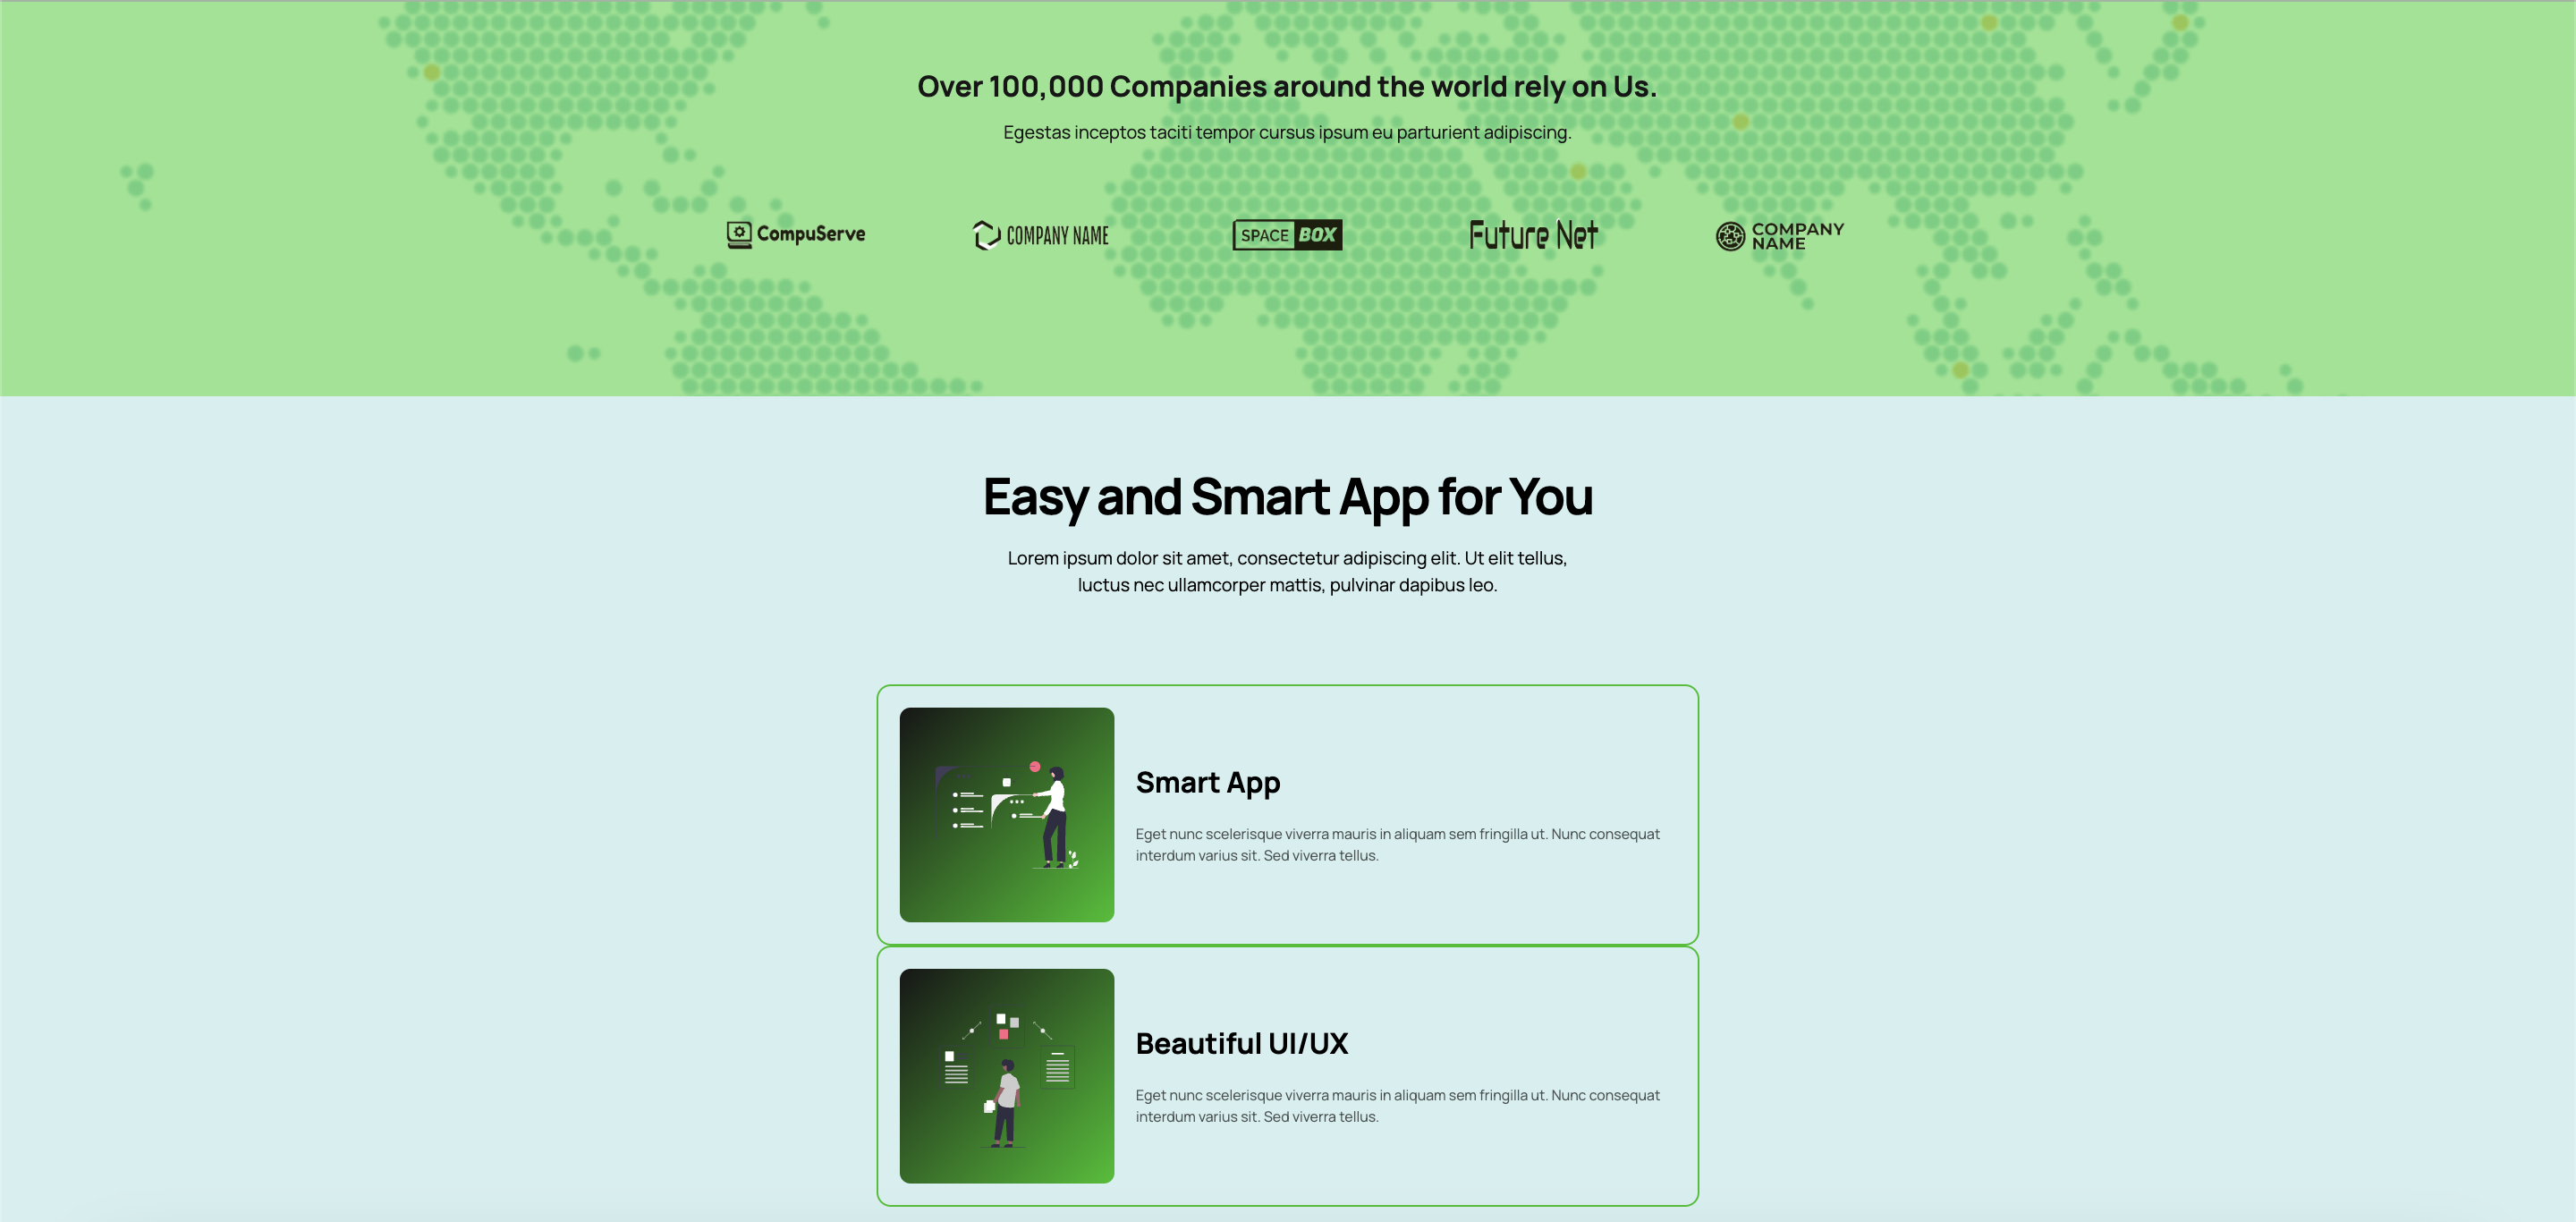 Over 100,000 Companies around the world rely on Us.
Egestas inceptos taciti tempor cursus ipsum eu parturient adipiscing.
CompuServe
COMPANY NAME
SPACE BOX
Future Net
COMPANY
NAME
Easy and Smart App for You
Lorem ipsum dolor sit amet, consectetur adipiscing elit. Ut elit tellus,
luctus nec ullamcorper mattis, pulvinar dapibus leo.
Smart App
Eget nunc scelerisque viverra mauris in aliquam sem fringilla ut. Nunc consequat
interdum varius sit. Sed viverra tellus.
Beautiful UI/UX
Eget nunc scelerisque viverra mauris in aliquam sem fringilla ut. Nunc consequat
interdum varius sit. Sed viverra tellus.